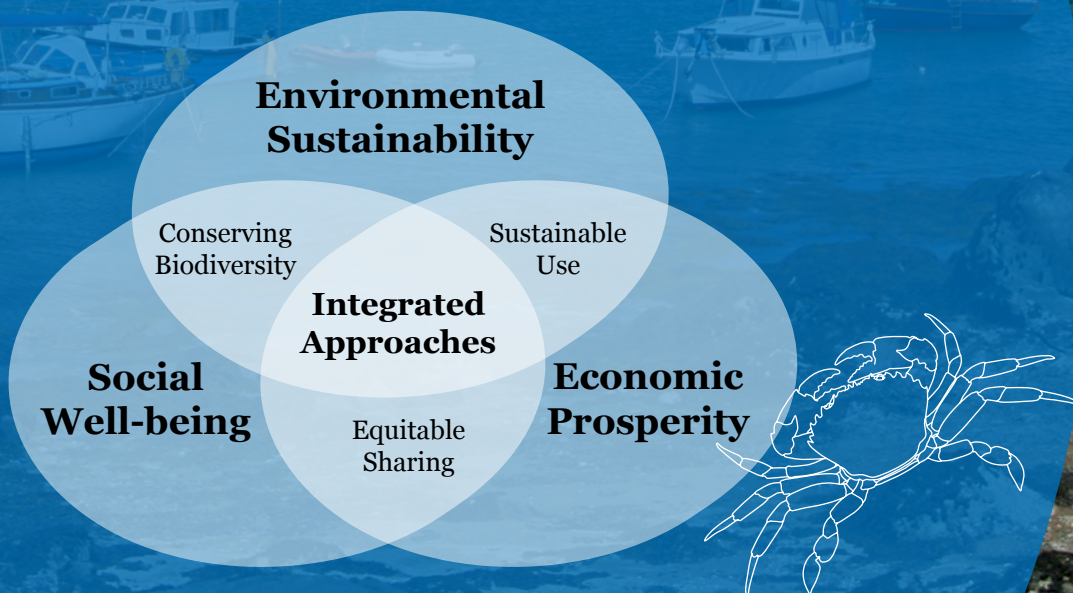 Environmental
Sustainability
Conserving
Biodiversity
Sustainable
Use
Integrated
Approaches
Social
Well-being
Economic
Prosperity
Equitable
Sharing